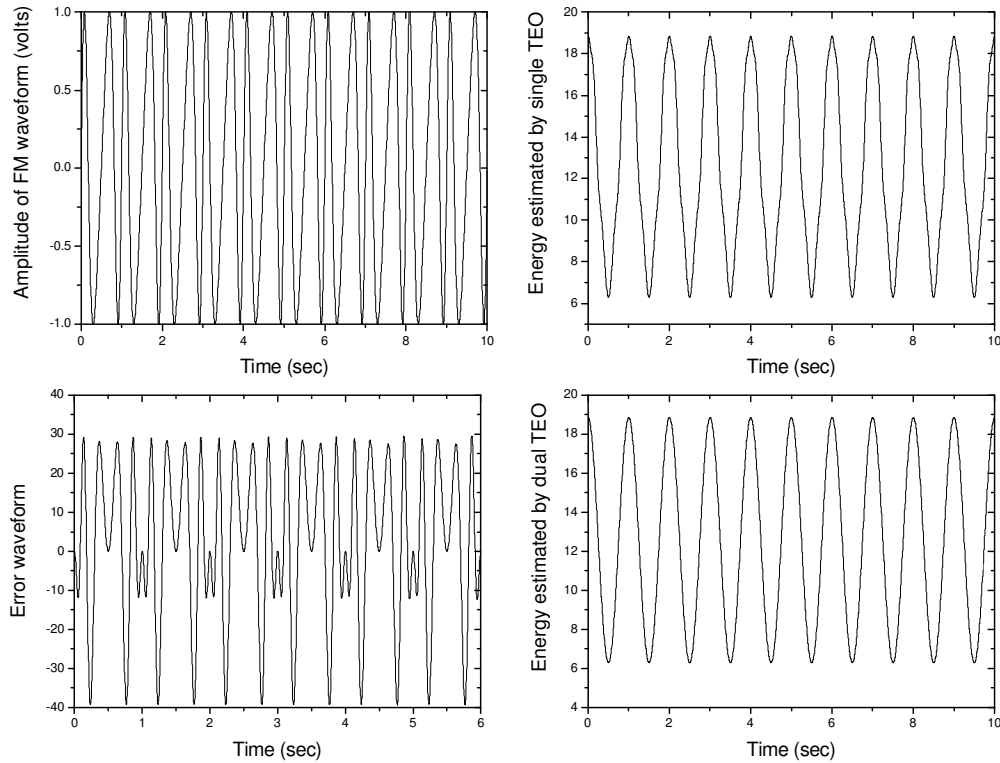 Amplitude of FM waveform (volts)
1.0
0.5
0.0
-0.5
-1.0
0 2 4 6 8 10
Time (sec)
Energy estimated by single TEO
20
18
16
14
12
10
8
6
0 2 4 6 8 10
Time (sec)
Error waveform
40
30
20
10
0
-10
-20
-30
-40
0 1 2 3 4 5 6
Time (sec)
Energy estimated by dual TEO
20
18
16
14
12
10
8
6
4
0 2 4 6 8 10
Time (sec)